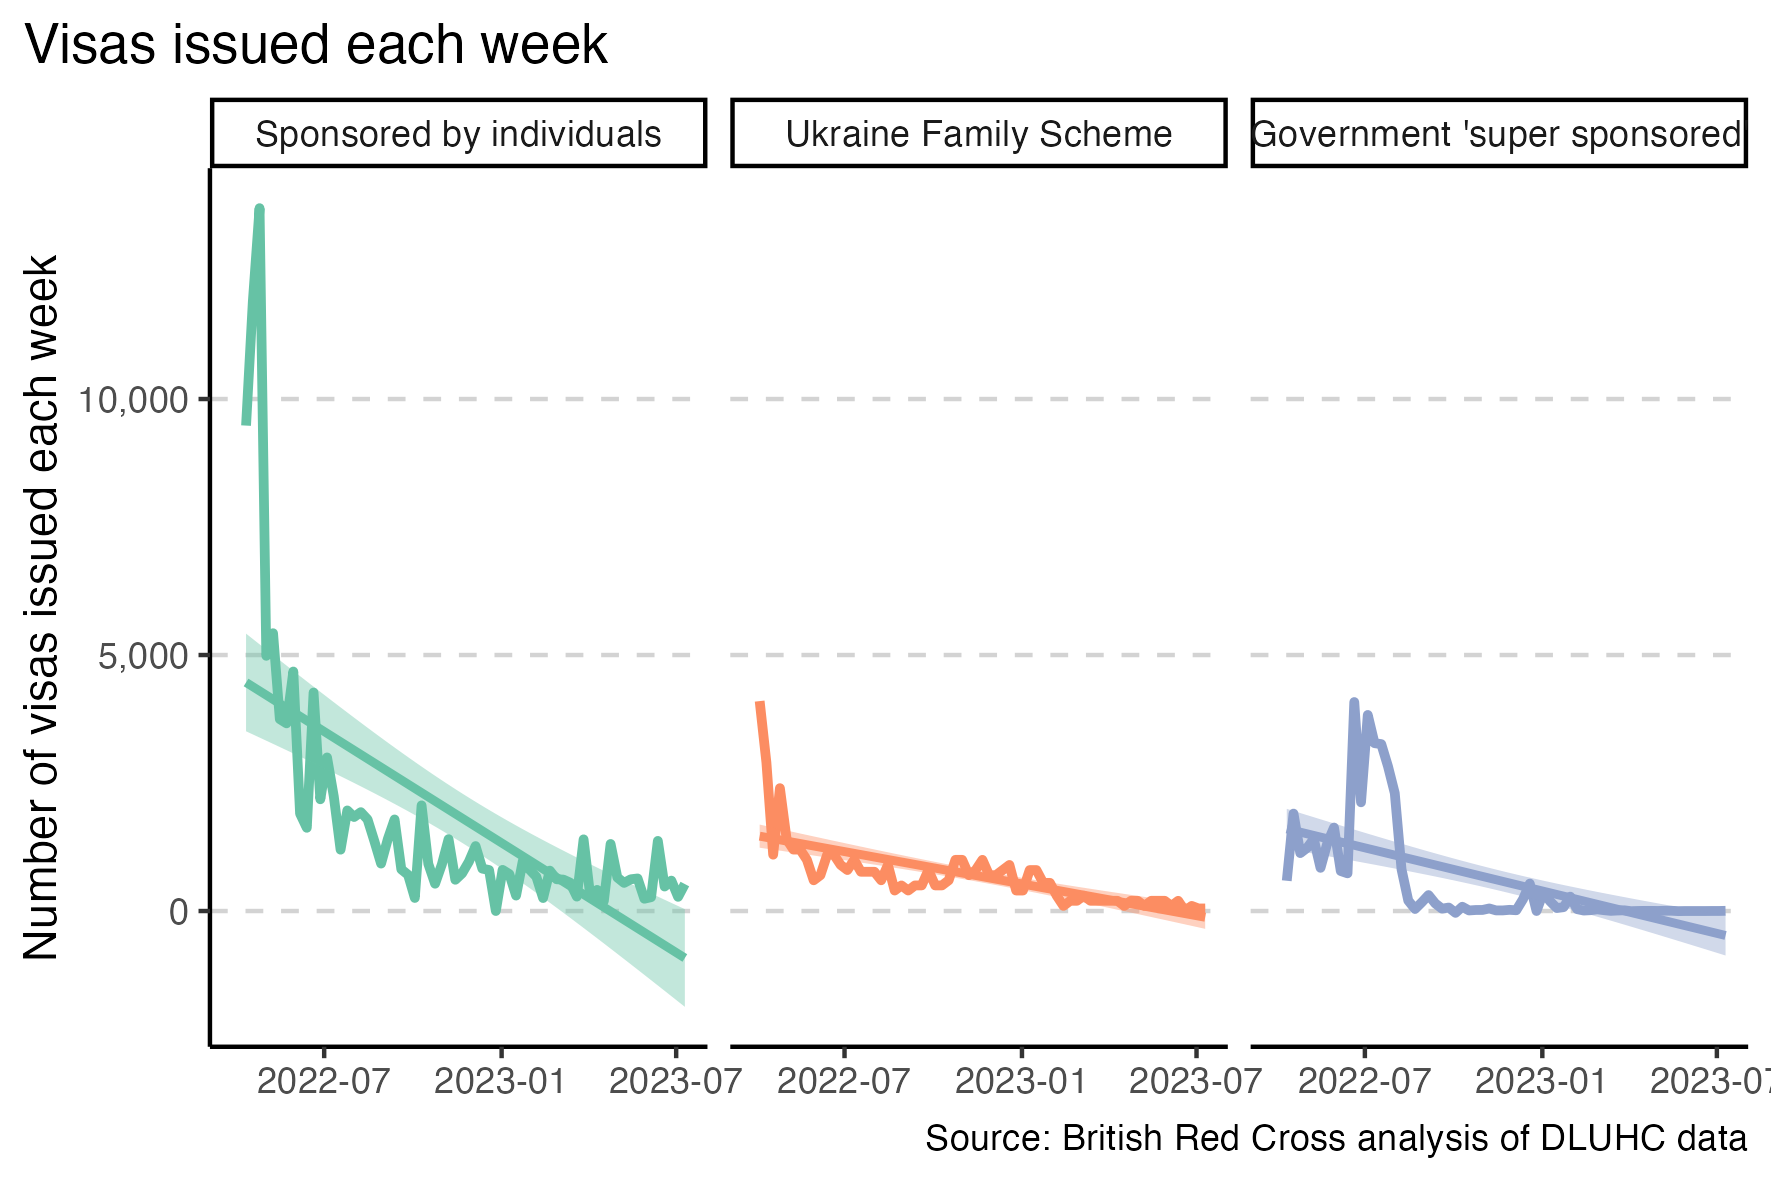 Visas issued each week
Sponsored by individuals
Ukraine Family Scheme
Government 'super sponsored
Number of visas issued each week
10,000
5,000
0
2022-07 2023-01 2023-07 2022-07 2023-01 2023-07 2022-07 2023-01 2023-07
Source: British Red Cross analysis of DLUHC data